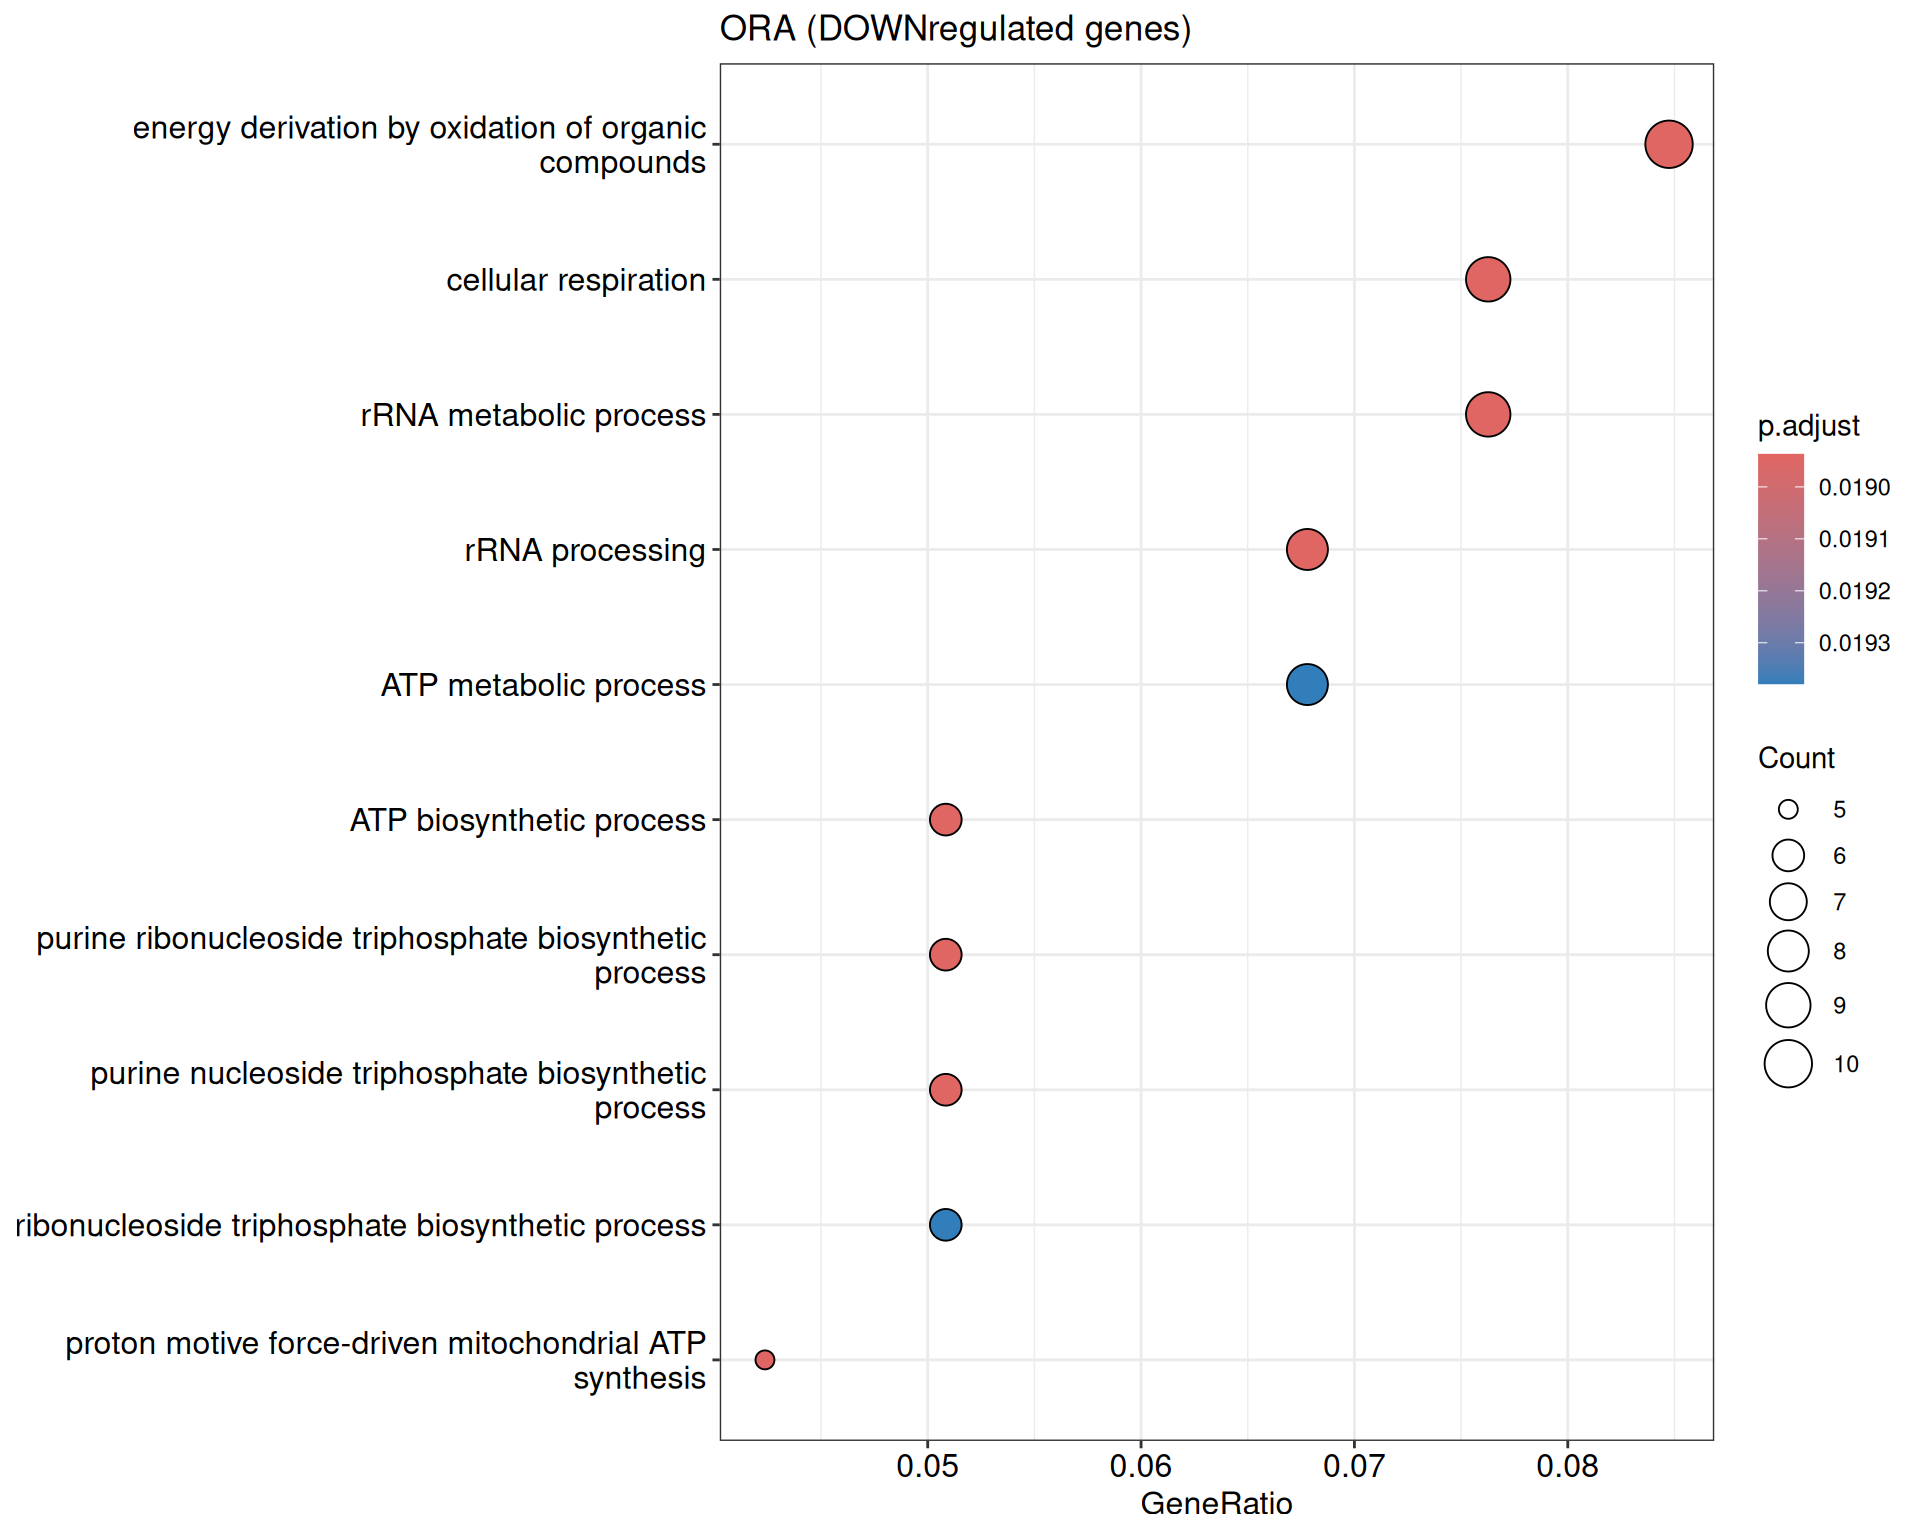 ORA (DOWNregulated genes)
energy derivation by oxidation of organic
compounds
cellular respiration
rRNA metabolic process
rRNA processing
ATP metabolic process
ATP biosynthetic process
purine ribonucleoside triphosphate biosynthetic
process
purine nucleoside triphosphate biosynthetic
process
ribonucleoside triphosphate biosynthetic process
proton motive force-driven mitochondrial ATP
synthesis
0.05 0.06 0.07 0.08
GeneRatio
p.adjust
0.0190
0.0191
0.0192
0.0193
Count
5
6
7
8
9
10